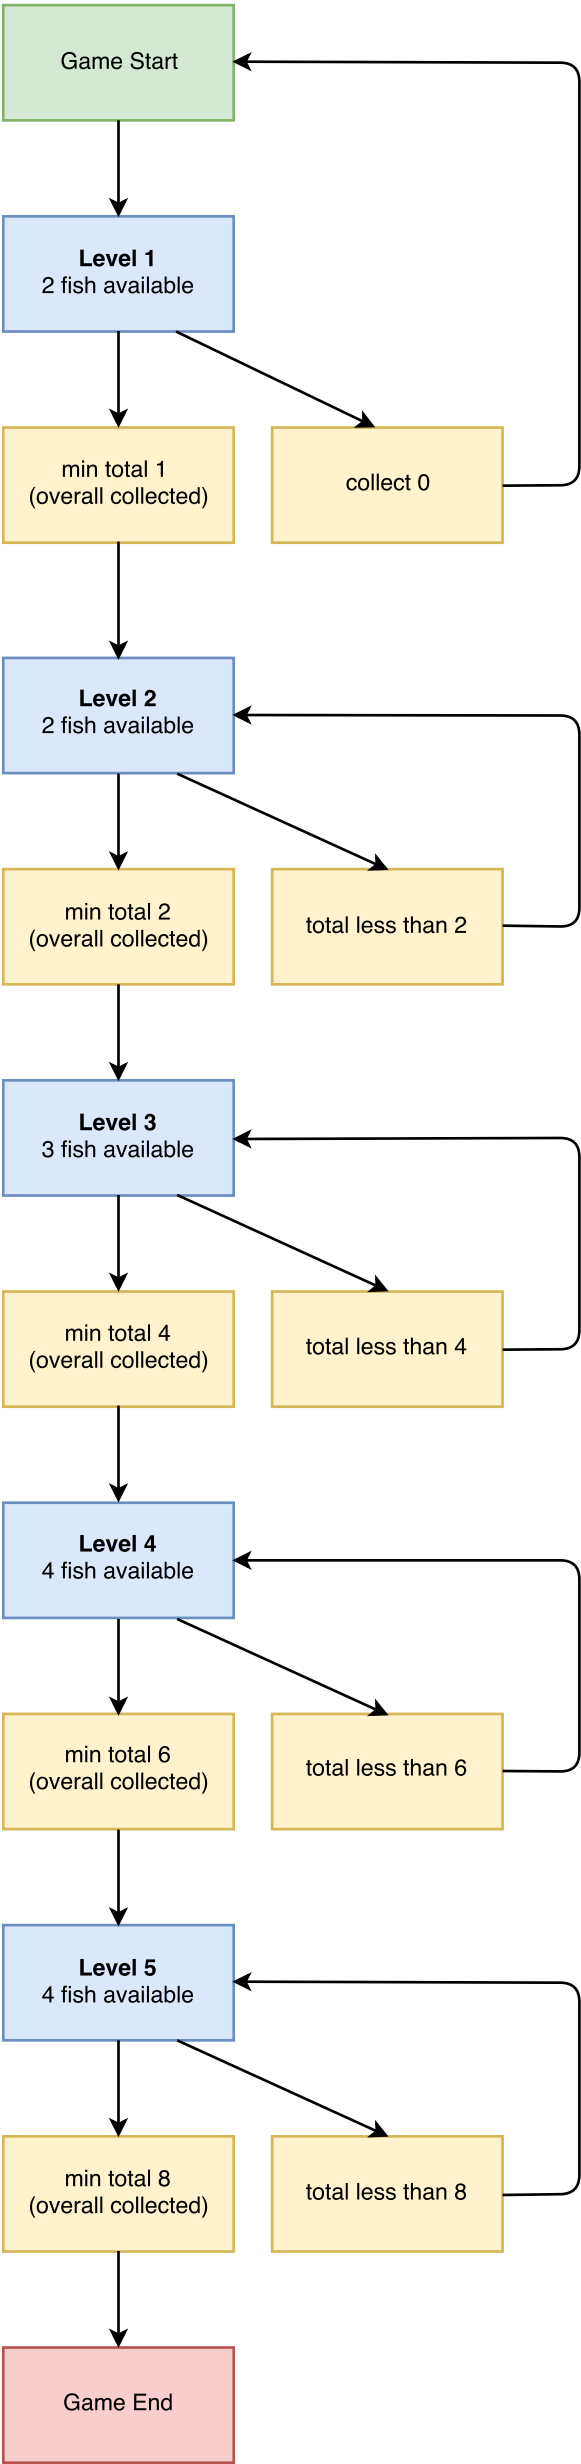 Game Start
Level 1
2 fish available
min total 1
(overall collected)
collect 0
Level 2
2 fish available
min total 2
(overall collected)
total less than 2
Level 3
3 fish available
min total 4
(overall collected)
total less than 4
Level 4
4 fish available
min total 6
(overall collected)
total less than 6
Level 5
4 fish available
min total 8
(overall collected)
total less than 8
Game End